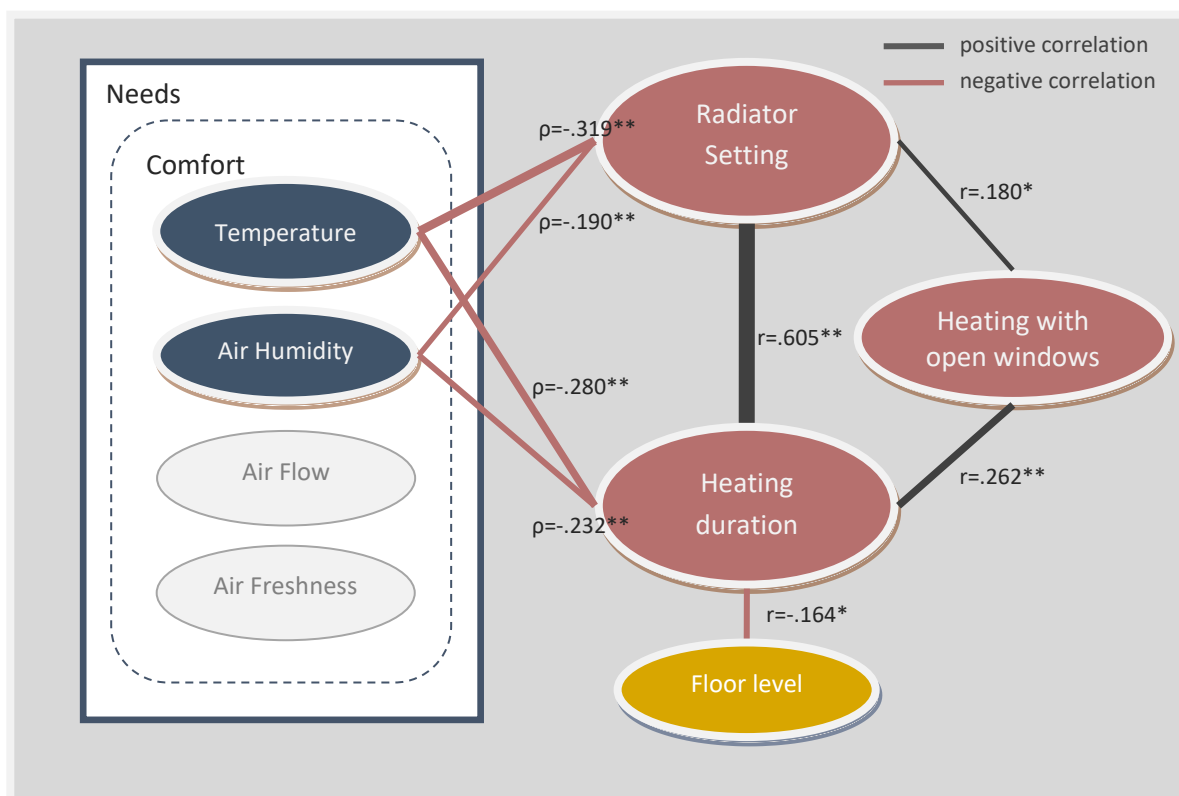 positive correlation
negative correlation
Needs
Comfort
Temperature
Air Humidity
Air Flow
Air Freshness
ρ=-.319**
ρ=-.190**
ρ=-.280**
ρ=-.232**
Radiator
Setting
r=.180*
r=.605**
Heating with
open windows
r=.262**
Heating
duration
r=-.164*
Floor level